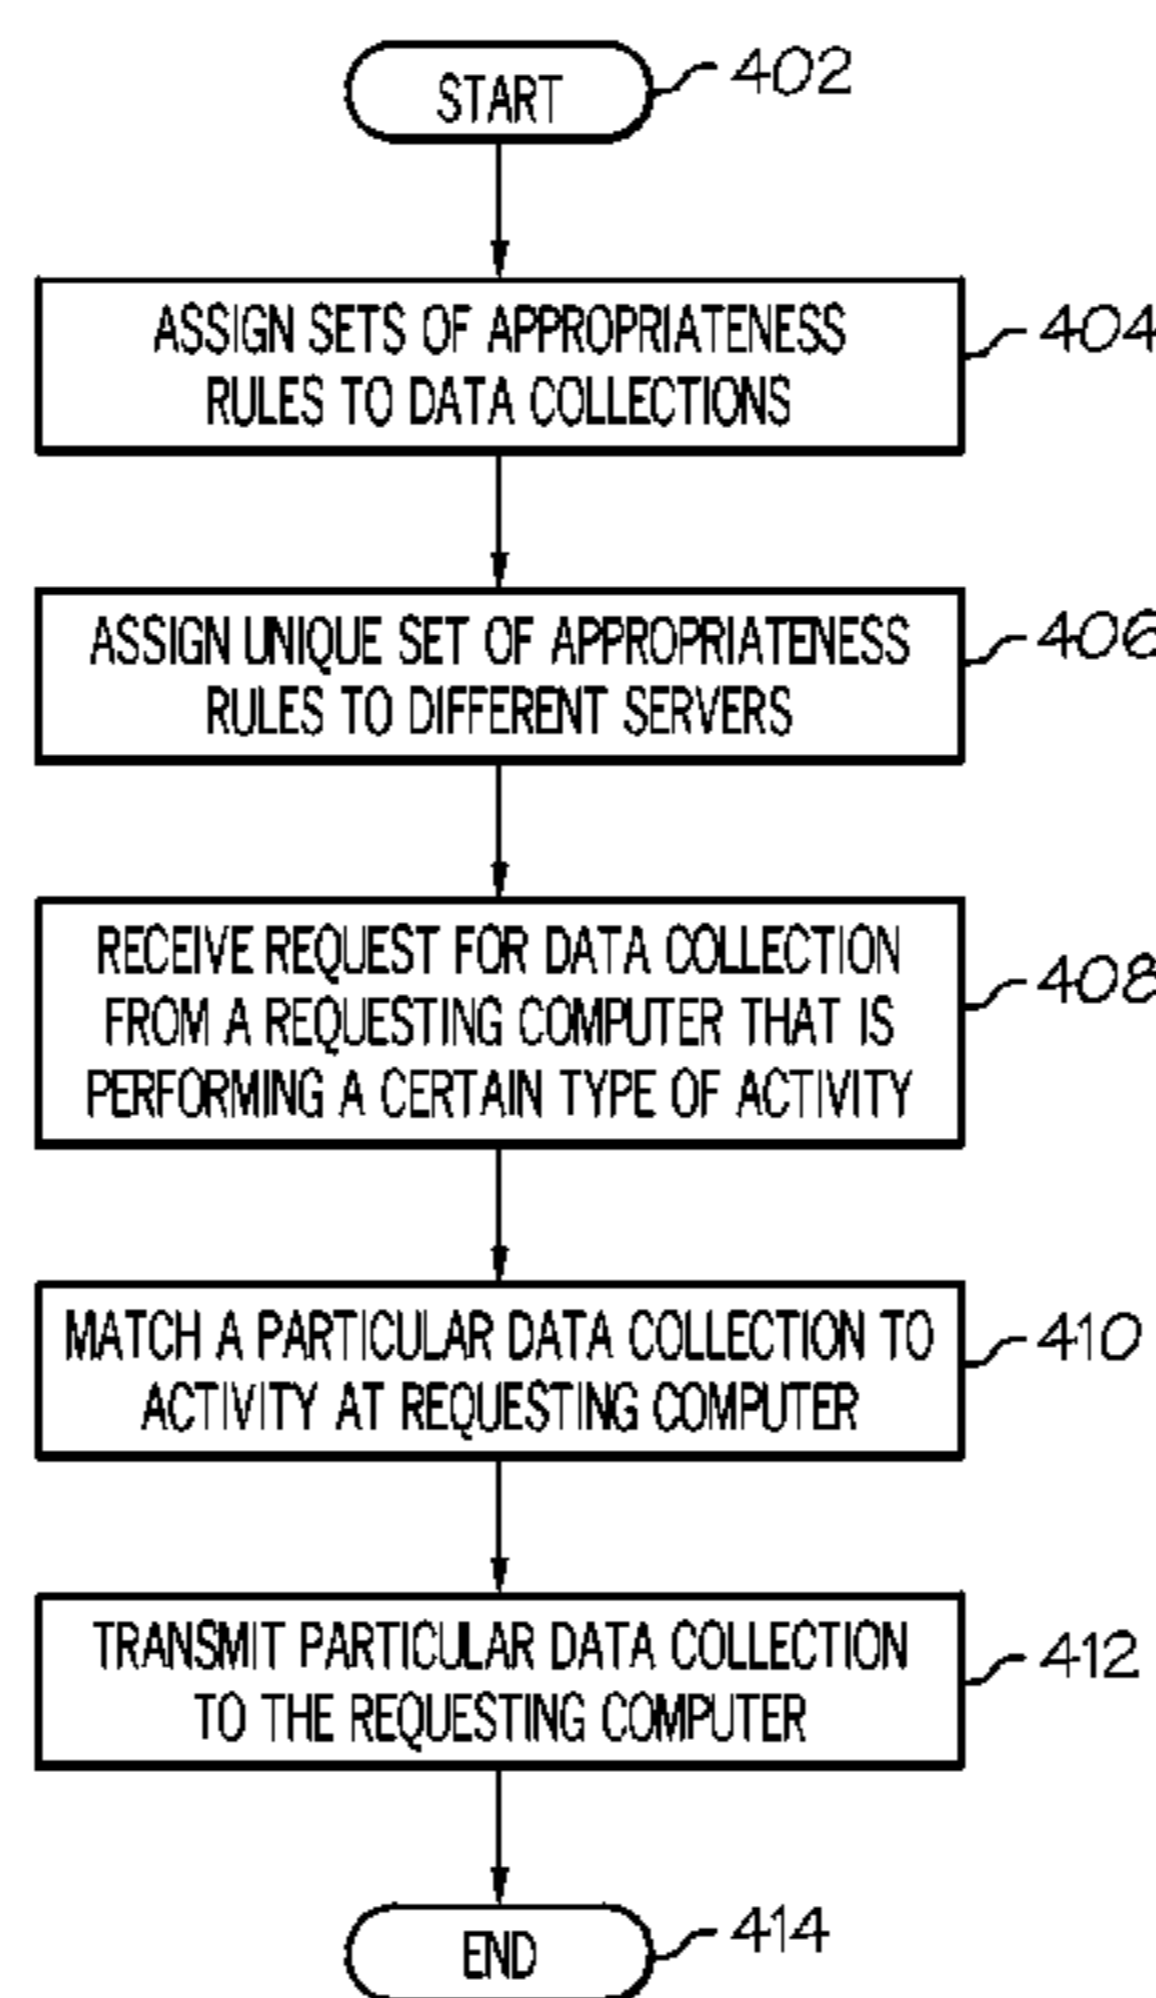 START
402
ASSIGN SETS OF APPROPRIATENESS
RULES TO DATA COLLECTIONS
404
ASSIGN UNIQUE SET OF APPROPRIATENESS
RULES TO DIFFERENT SERVERS
406
RECEIVE REQUEST FOR DATA COLLECTION
FROM A REQUESTING COMPUTER THAT IS
PERFORMING A CERTAIN TYPE OF ACTIVITY
408
MATCH A PARTICULAR DATA COLLECTION TO
ACTIVITY AT REQUESTING COMPUTER
410
TRANSMIT PARTICULAR DATA COLLECTION
TO THE REQUESTING COMPUTER
412
END
414